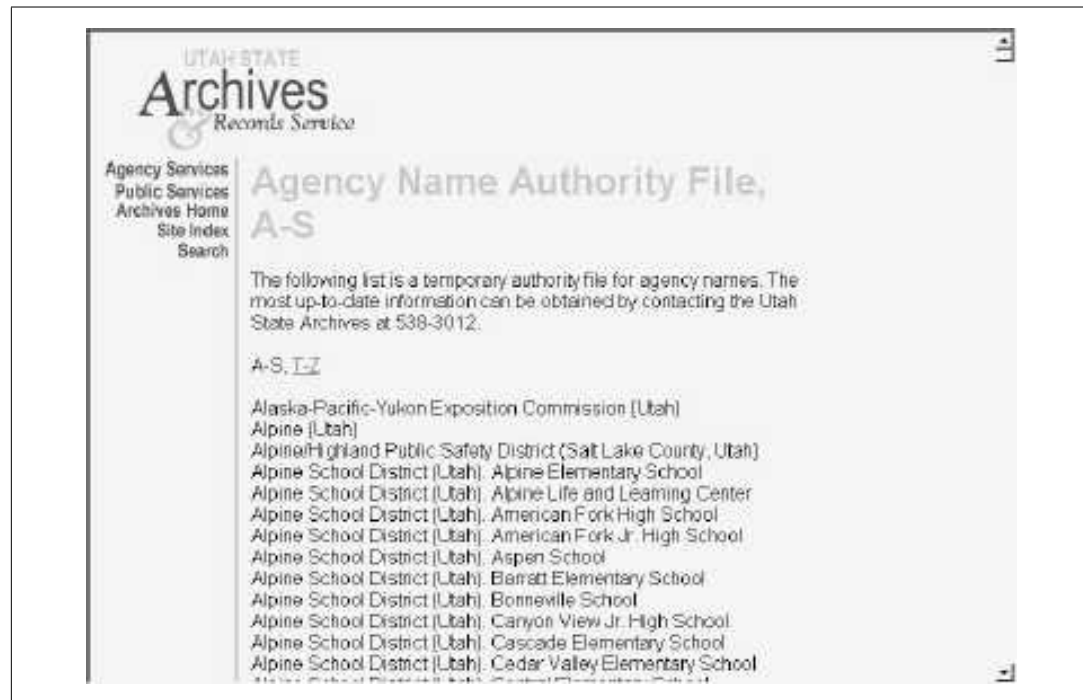 UTAH STATE
Archives
& Records Service
Agency Services
Public Services
Archives Home
Site Index
Search
Agency Name Authority File,
A-S
The following list is a temporary authority file for agency names. The
most up-to-date information can be obtained by contacting the Utah
State Archives at 538-3012.
A-S, T-Z
Alaska-Pacific-Yukon Exposition Commission (Utah)
Alpine (Utah)
Alpine/Highland Public Safety District (Salt Lake County, Utah)
Alpine School District (Utah). Alpine Elementary School
Alpine School District (Utah). Alpine Life and Learning Center
Alpine School District (Utah). American Fork High School
Alpine School District (Utah). American Fork Jr. High School
Alpine School District (Utah). Aspen School
Alpine School District (Utah). Barratt Elementary School
Alpine School District (Utah). Bonneville School
Alpine School District (Utah). Canyon View Jr. High School
Alpine School District (Utah). Cascade Elementary School
Alpine School District (Utah). Cedar Valley Elementary School